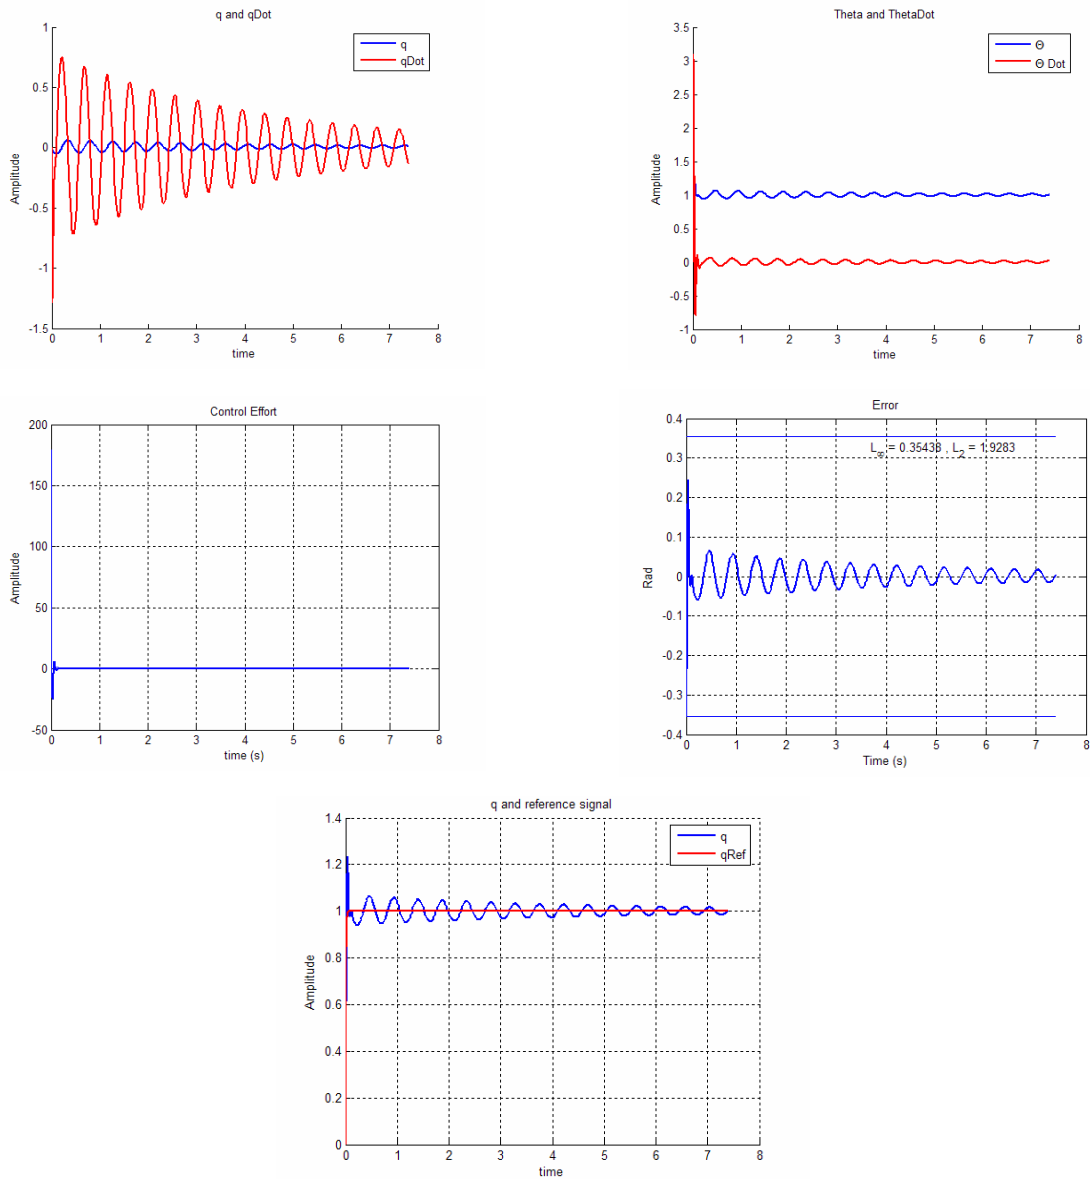 q and qDot
1
0.5
0
-0.5
-1
-1.5
Amplitude
q
qDot
0 1 2 3 4 5 6 7 8
time
Theta and ThetaDot
3.5
3
2.5
2
1.5
1
0.5
0
-0.5
-1
Amplitude
Θ
Θ Dot
0 1 2 3 4 5 6 7 8
time
Control Effort
200
150
100
50
0
-50
Amplitude
0 1 2 3 4 5 6 7 8
time (s)
Error
0.4
0.3
0.2
0.1
0
-0.1
-0.2
-0.3
-0.4
Rad
L∞ = 0.35438 , L2 = 1.9283
0 1 2 3 4 5 6 7 8
Time (s)
q and reference signal
1.4
1.2
1
0.8
0.6
0.4
0.2
0
Amplitude
q
qRef
0 1 2 3 4 5 6 7 8
time